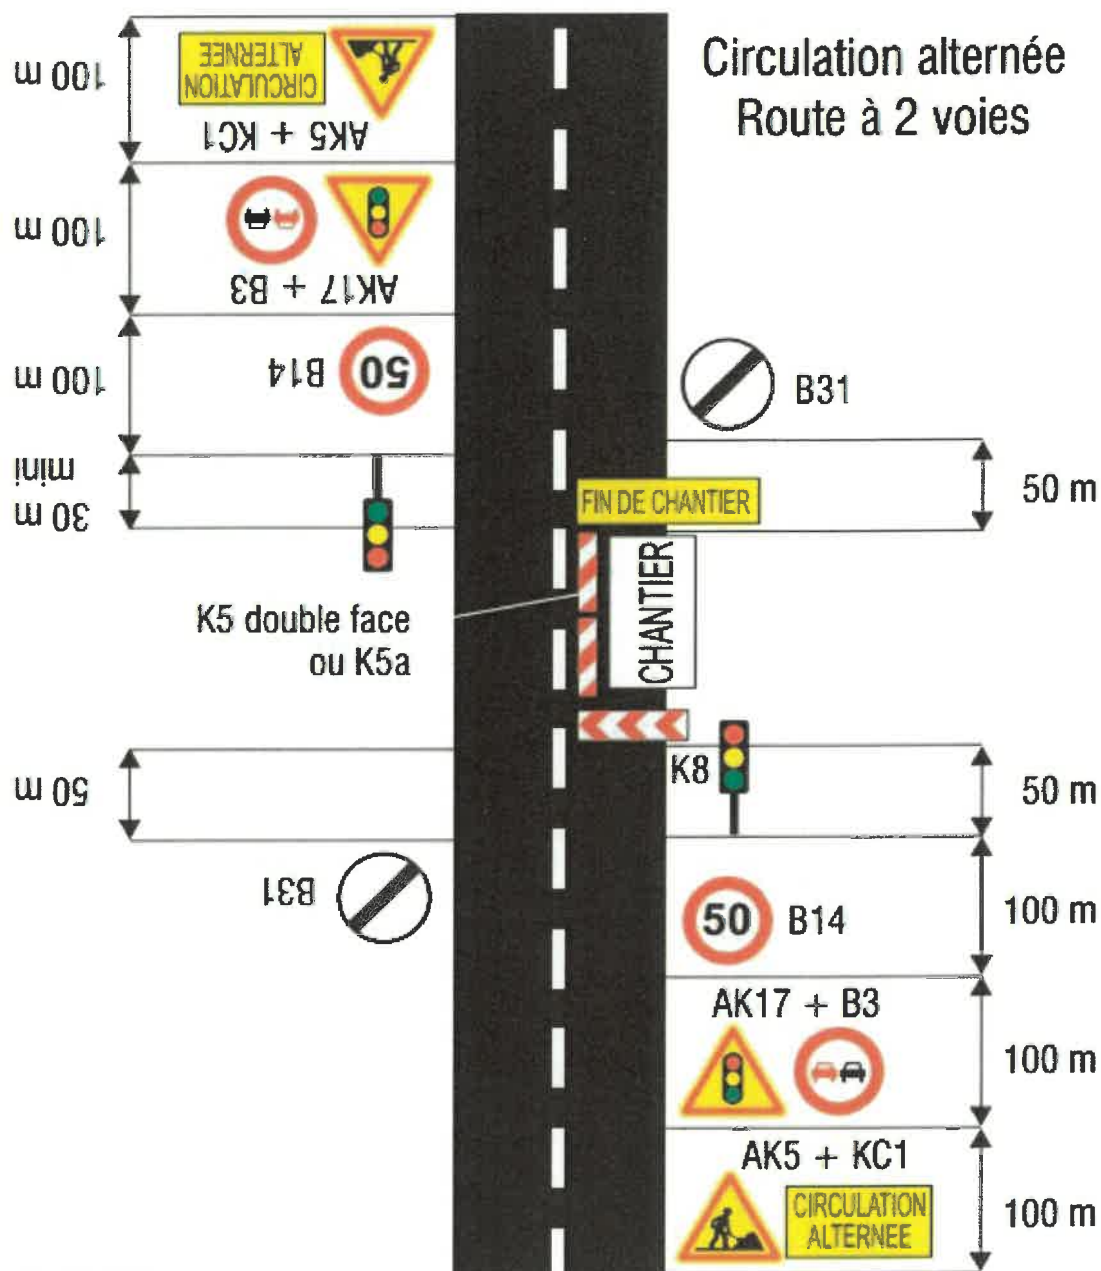 Circulation alternée
Route à 2 voies
100 m
CIRCULATION
ALTERNEE
AK5 + KC1
100 m
AK17 + B3
100 m
B14
50
30 m
mini
B31
50 m
FIN DE CHANTIER
CHANTIER
K5 double face
ou K5a
K8
50 m
50 m
B31
50
B14
100 m
AK17 + B3
100 m
AK5 + KC1
CIRCULATION
ALTERNEE
100 m